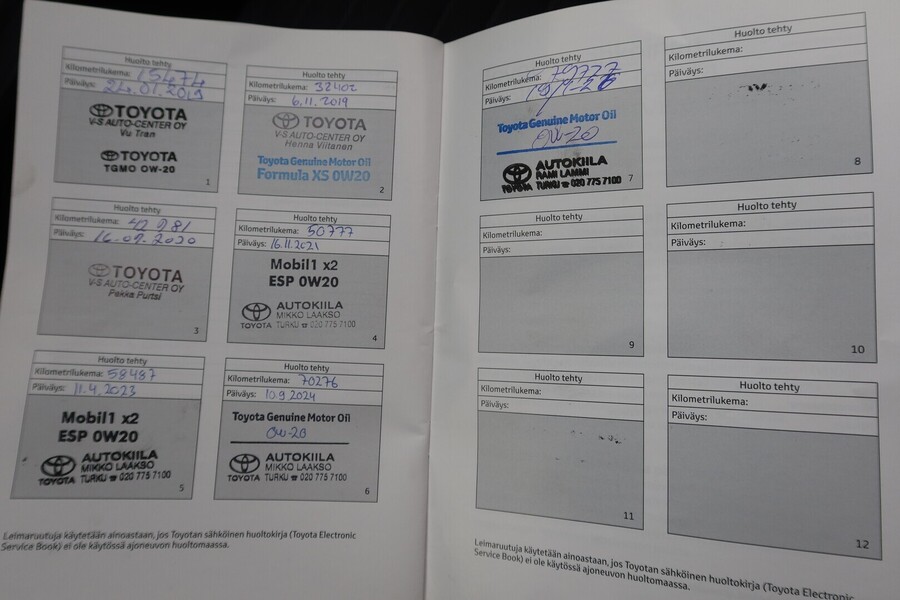 Huolto tehty
Kilometrilukema: 15474
Päiväys: 24.01.2019
TOYOTA
V-S AUTO-CENTER OY
Vu Tran
TOYOTA
TGMO 0W-20
1
Huolto tehty
Kilometrilukema: 32402
Päiväys: 6.11.2019
TOYOTA
V-S AUTO-CENTER OY
Henna Viitanen
Toyota Genuine Motor Oil
Formula XS 0W20
2
Huolto tehty
Kilometrilukema: 42981
Päiväys: 16.09.2020
TOYOTA
V-S AUTO-CENTER OY
Pekka Purtsi
3
Huolto tehty
Kilometrilukema: 50777
Päiväys: 16.11.2021
Mobil1 x2
ESP 0W20
AUTOKIILA
MIKKO LAAKSO
TOYOTA TURKU ☎ 020 775 7100
4
Huolto tehty
Kilometrilukema: 58487
Päiväys: 11.4.2023
Mobil1 x2
ESP 0W20
AUTOKIILA
MIKKO LAAKSO
TOYOTA TURKU ☎ 020 775 7100
5
Huolto tehty
Kilometrilukema: 70276
Päiväys: 10.9.2024
Toyota Genuine Motor Oil
0W-20
AUTOKIILA
MIKKO LAAKSO
TOYOTA TURKU ☎ 020 775 7100
6
Leimaruutuja käytetään ainoastaan, jos Toyotan sähköinen huoltokirja (Toyota Electronic
Service Book) ei ole käytössä ajoneuvon huoltomaassa.
Huolto tehty
Kilometrilukema:
Päiväys:
Toyota Genuine Motor Oil
0W-20
AUTOKIILA
RAMI LAMMI
TOYOTA TURKU ☎ 020 775 7100
7
Huolto tehty
Kilometrilukema:
Päiväys:
8
Huolto tehty
Kilometrilukema:
Päiväys:
9
Huolto tehty
Kilometrilukema:
Päiväys:
10
Huolto tehty
Kilometrilukema:
Päiväys:
11
Huolto tehty
Kilometrilukema:
Päiväys:
12
Leimaruutuja käytetään ainoastaan, jos Toyotan sähköinen huoltokirja (Toyota Electronic
Service Book) ei ole käytössä ajoneuvon huoltomaassa.